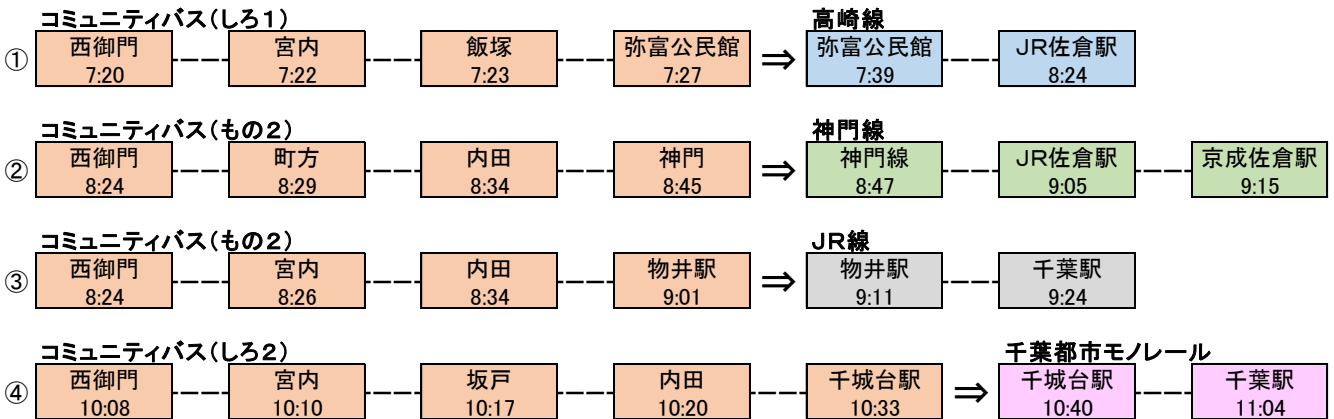 コミュニティバス(しろ1) 高崎線
① 西御門 宮内 飯塚 弥富公民館 ⇒ 弥富公民館 JR佐倉駅
7:20 7:22 7:23 7:27 7:39 8:24
コミュニティバス(もの2) 神門線
② 西御門 町方 内田 神門 ⇒ 神門線 JR佐倉駅 京成佐倉駅
8:24 8:29 8:34 8:45 8:47 9:05 9:15
コミュニティバス(もの2) JR線
③ 西御門 宮内 内田 物井駅 ⇒ 物井駅 千葉駅
8:24 8:26 8:34 9:01 9:11 9:24
コミュニティバス(しろ2) 千葉都市モノレール
④ 西御門 宮内 坂戸 内田 千城台駅 ⇒ 千城台駅 千葉駅
10:08 10:10 10:17 10:20 10:33 10:40 11:04